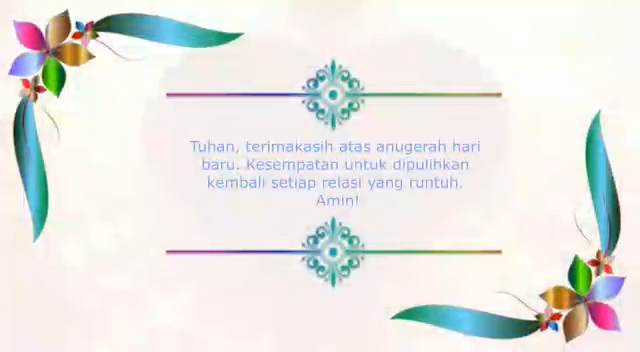 Tuhan, terimakasih atas anugerah hari
baru. Kesempatan untuk dipulihkan
kembali setiap relasi yang runtuh.
Amin!